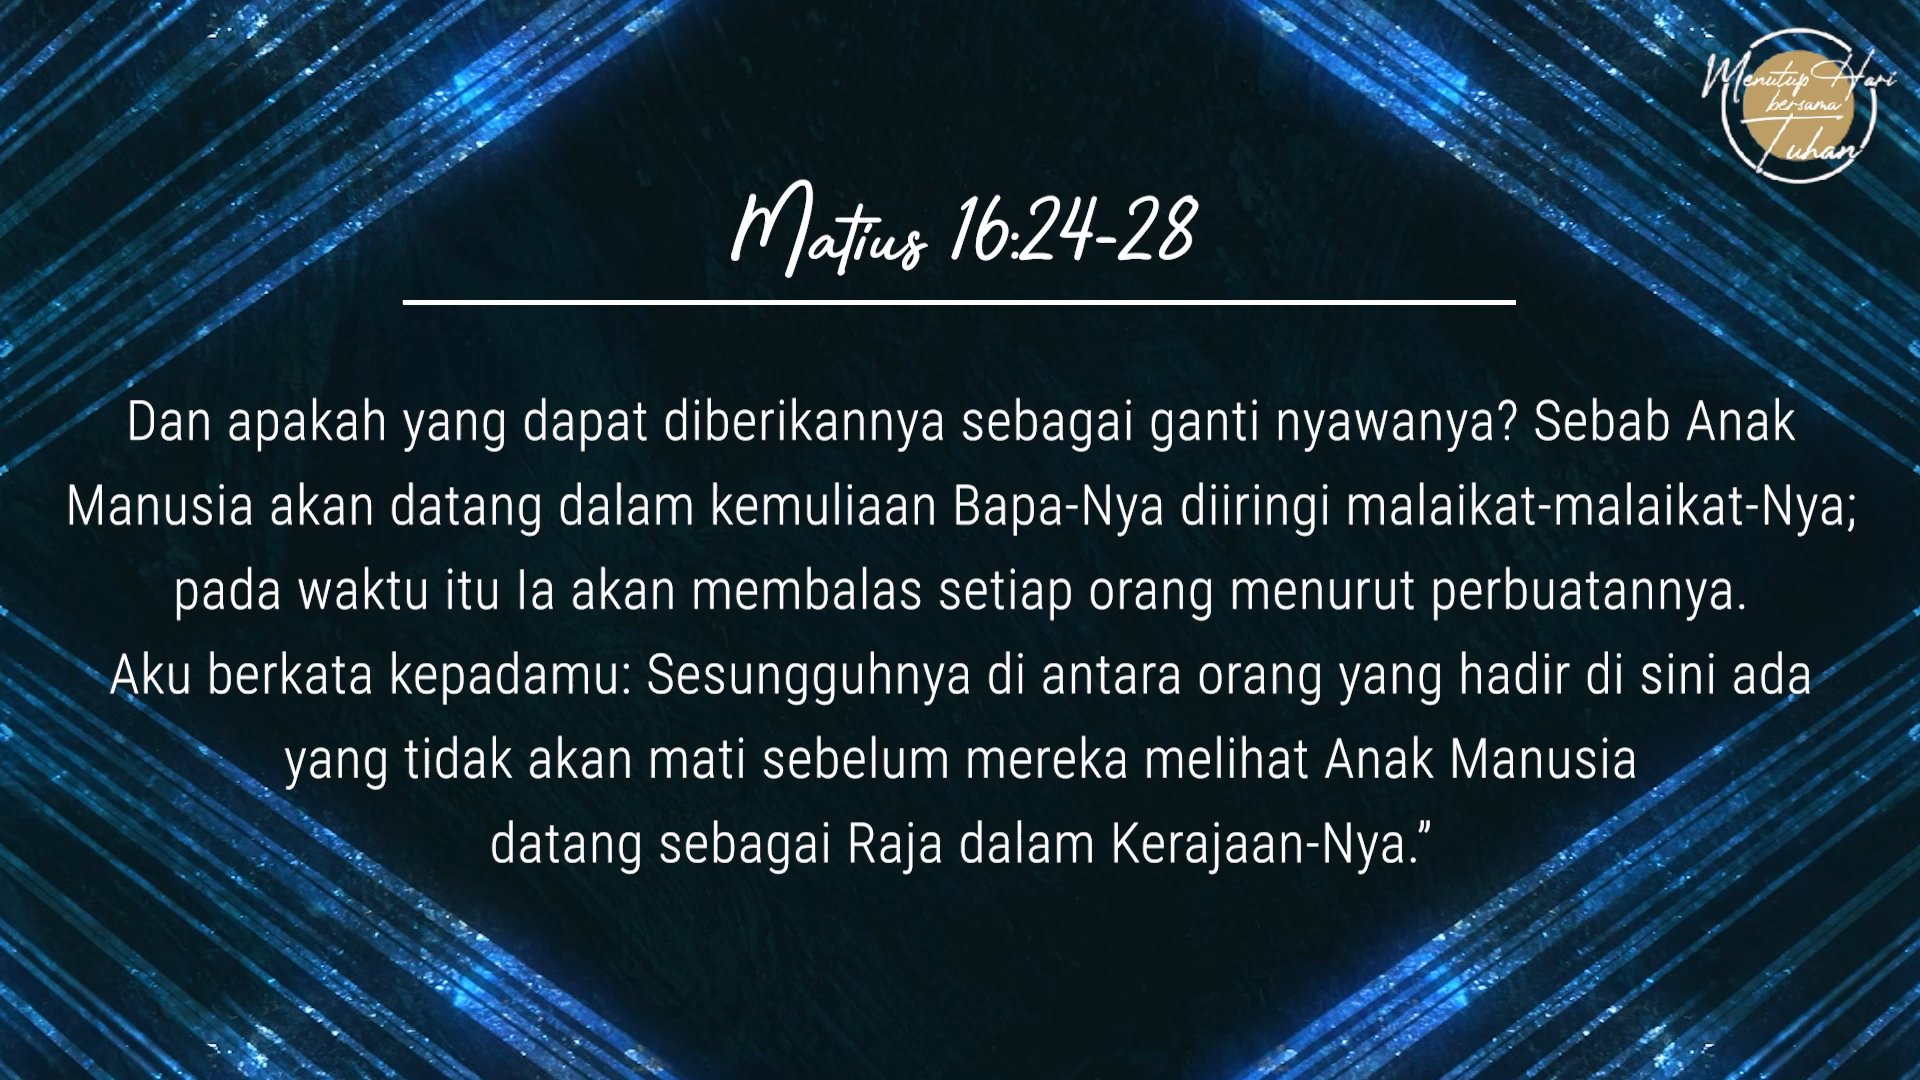 Menutup Hari
bersama
Tuhan
Matius 16:24-28
Dan apakah yang dapat diberikannya sebagai ganti nyawanya? Sebab Anak
Manusia akan datang dalam kemuliaan Bapa-Nya diiringi malaikat-malaikat-Nya;
pada waktu itu Ia akan membalas setiap orang menurut perbuatannya.
Aku berkata kepadamu: Sesungguhnya di antara orang yang hadir di sini ada
yang tidak akan mati sebelum mereka melihat Anak Manusia
datang sebagai Raja dalam Kerajaan-Nya.”